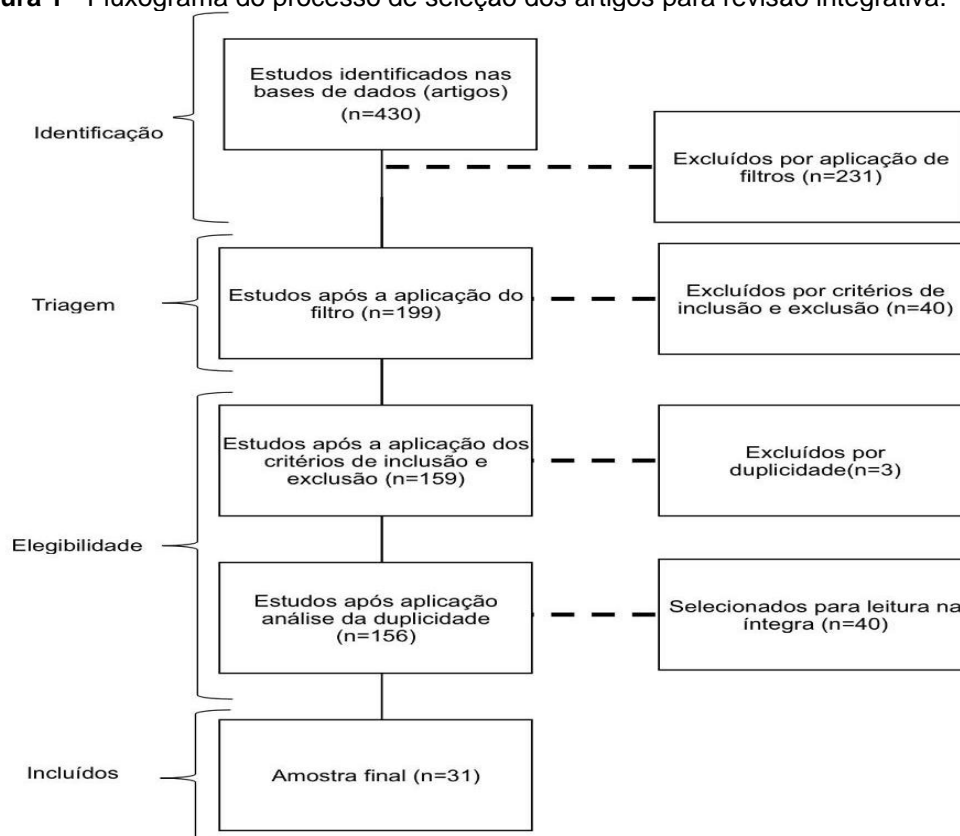 ura 1 - Fluxograma do processo de seleção dos artigos para revisão integrativa.
Estudos identificados nas
bases de dados (artigos)
(n=430)
Identificação
Excluídos por aplicação de
filtros (n=231)
Triagem
Estudos após a aplicação do
filtro (n=199)
Excluídos por critérios de
inclusão e exclusão (n=40)
Estudos após a aplicação dos
critérios de inclusão e
exclusão (n=159)
Excluídos por
duplicidade(n=3)
Elegibilidade
Estudos após aplicação
análise da duplicidade
(n=156)
Selecionados para leitura na
íntegra (n=40)
Incluídos
Amostra final (n=31)